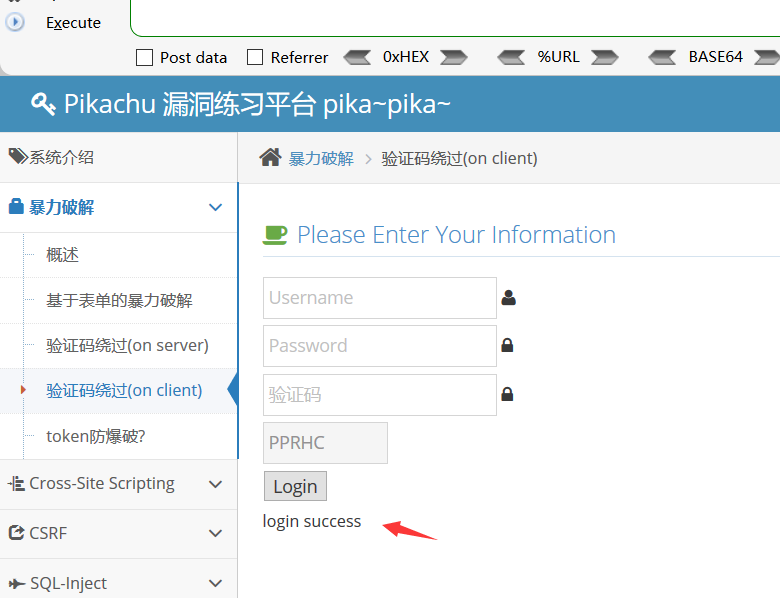 Execute
Post data Referrer 0xHEX %URL BASE64
Pikachu 漏洞练习平台 pika~pika~
系统介绍
暴力破解
概述
基于表单的暴力破解
验证码绕过(on server)
验证码绕过(on client)
token防爆破?
Cross-Site Scripting
CSRF
SQL-Inject
暴力破解 > 验证码绕过(on client)
Please Enter Your Information
Username
Password
验证码
PPRHC
Login
login success